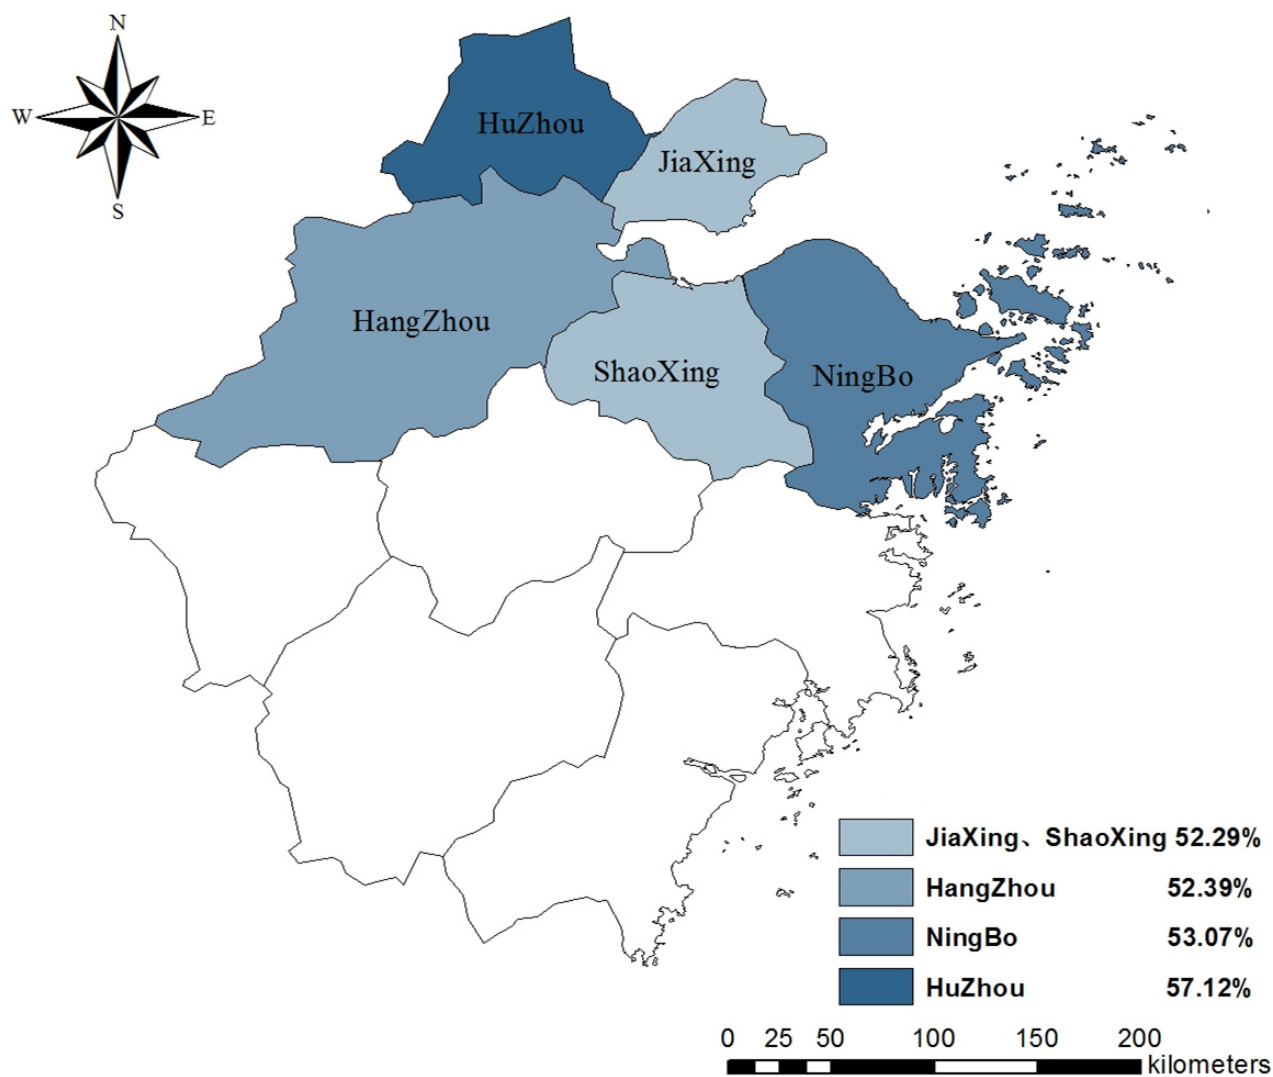 N
W E
S
HuZhou
JiaXing
HangZhou
ShaoXing
NingBo
JiaXing、ShaoXing 52.29%
HangZhou 52.39%
NingBo 53.07%
HuZhou 57.12%
0 25 50 100 150 200
kilometers